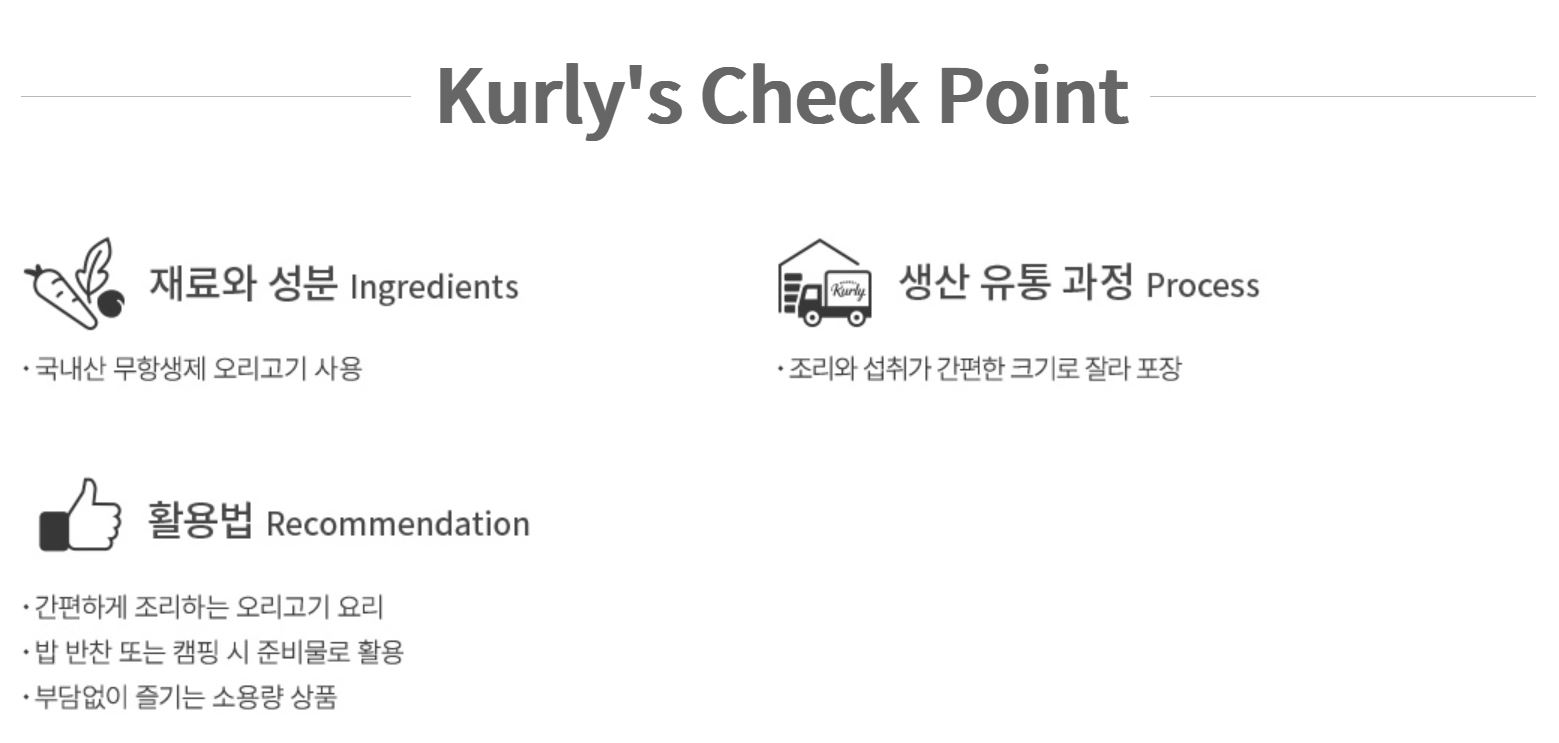 Kurly's Check Point
재료와 성분 Ingredients
· 국내산 무항생제 오리고기 사용
Kurly
생산 유통 과정 Process
· 조리와 섭취가 간편한 크기로 잘라 포장
활용법 Recommendation
· 간편하게 조리하는 오리고기 요리
· 밥 반찬 또는 캠핑 시 준비물로 활용
· 부담없이 즐기는 소용량 상품